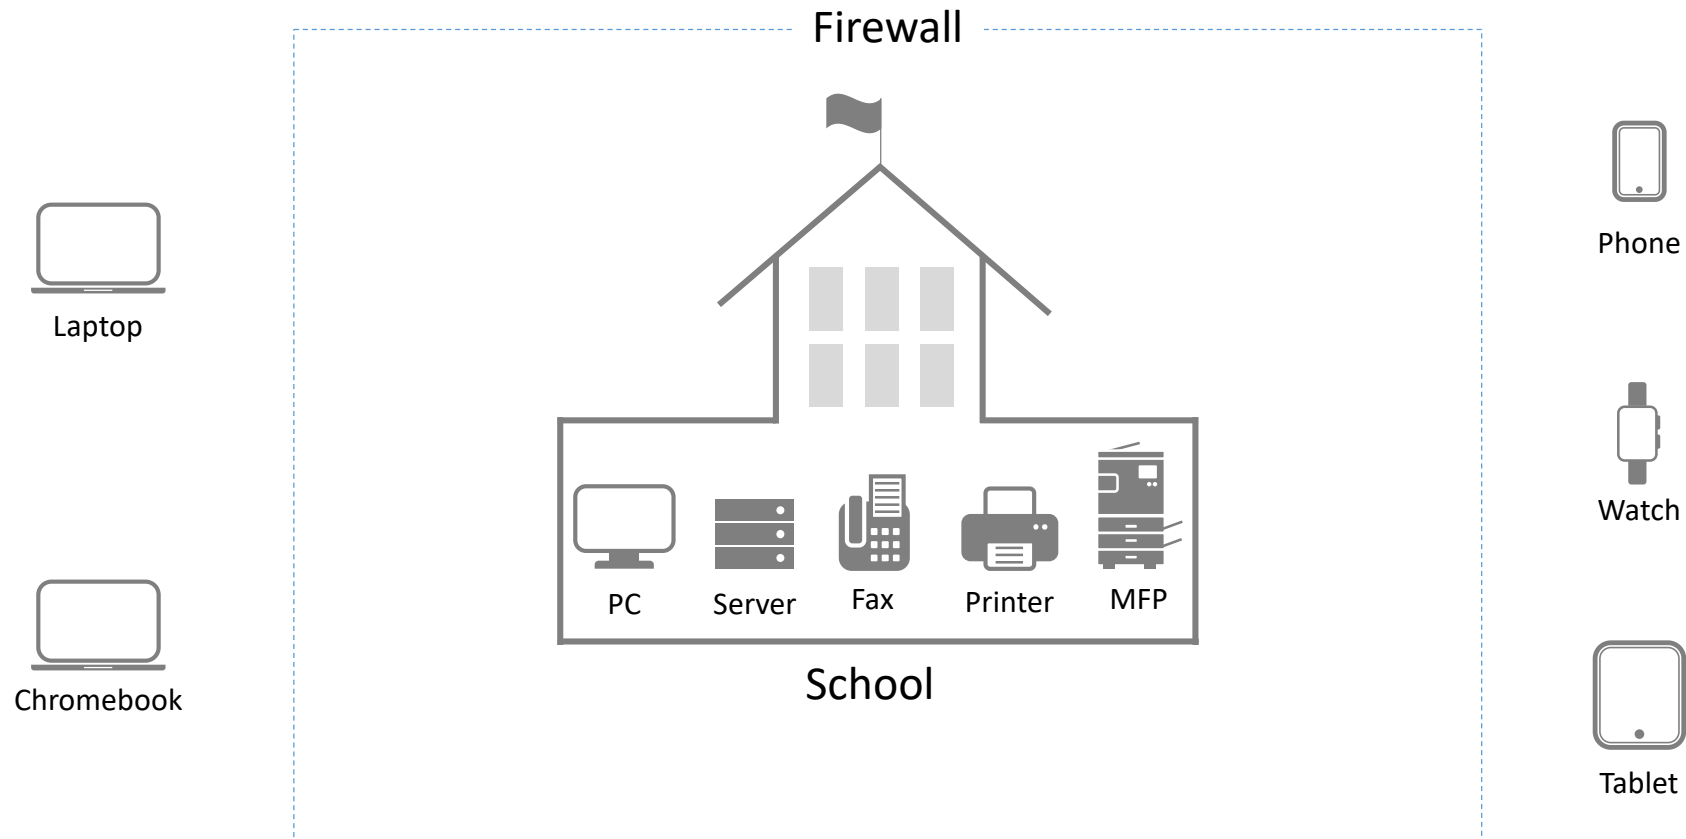 Firewall
Phone
Laptop
Watch
PC
Server
Fax
Printer
MFP
School
Chromebook
Tablet